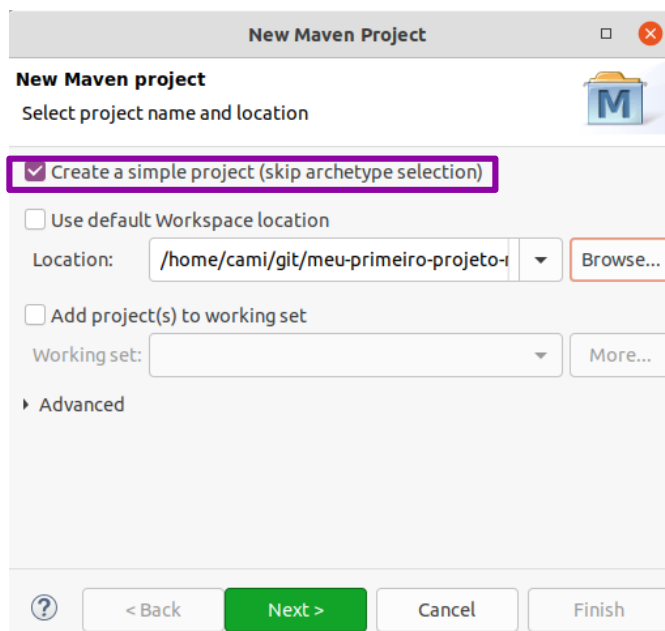 New Maven Project
New Maven project
Select project name and location
M
Create a simple project (skip archetype selection)
Use default Workspace location
Location: /home/cami/git/meu-primeiro-projeto- Browse...
Add project(s) to working set
Working set: More...
Advanced
? < Back Next > Cancel Finish